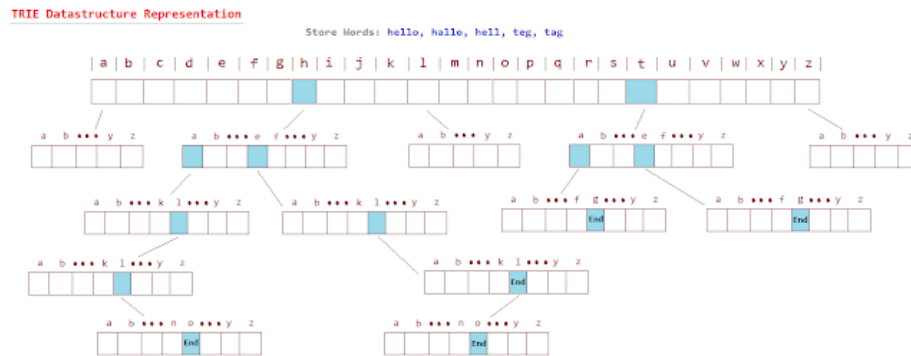 TRIE Datastructure Representation
Store Words: hello, hallo, hell, teg, tag
| a | b | c | d | e | f | g | h | i | j | k | l | m | n | o | p | q | r | s | t | u | v | w | x | y | z |
a b ••• y z a b ••• e f ••• y z a b ••• y z a b ••• e f ••• y z a b ••• y z
a b ••• k l ••• y z a b ••• k l ••• y z a b ••• f g ••• y z a b ••• f g ••• y z
End End
a b ••• k l ••• y z a b ••• k l ••• y z
End
a b ••• n o ••• y z a b ••• n o ••• y z
End End